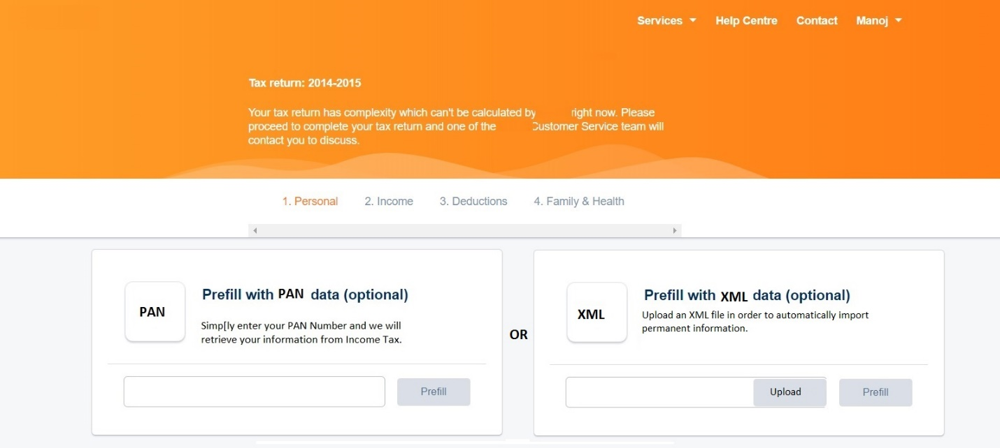 Services Help Centre Contact Manoj
Tax return: 2014-2015
Your tax return has complexity which can't be calculated by right now. Please
proceed to complete your tax return and one of the Customer Service team will
contact you to discuss.
1. Personal 2. Income 3. Deductions 4. Family & Health
PAN
Prefill with PAN data (optional)
Simp[ly enter your PAN Number and we will
retrieve your information from Income Tax.
Prefill
OR
XML
Prefill with XML data (optional)
Upload an XML file in order to automatically import
permanent information.
Upload
Prefill